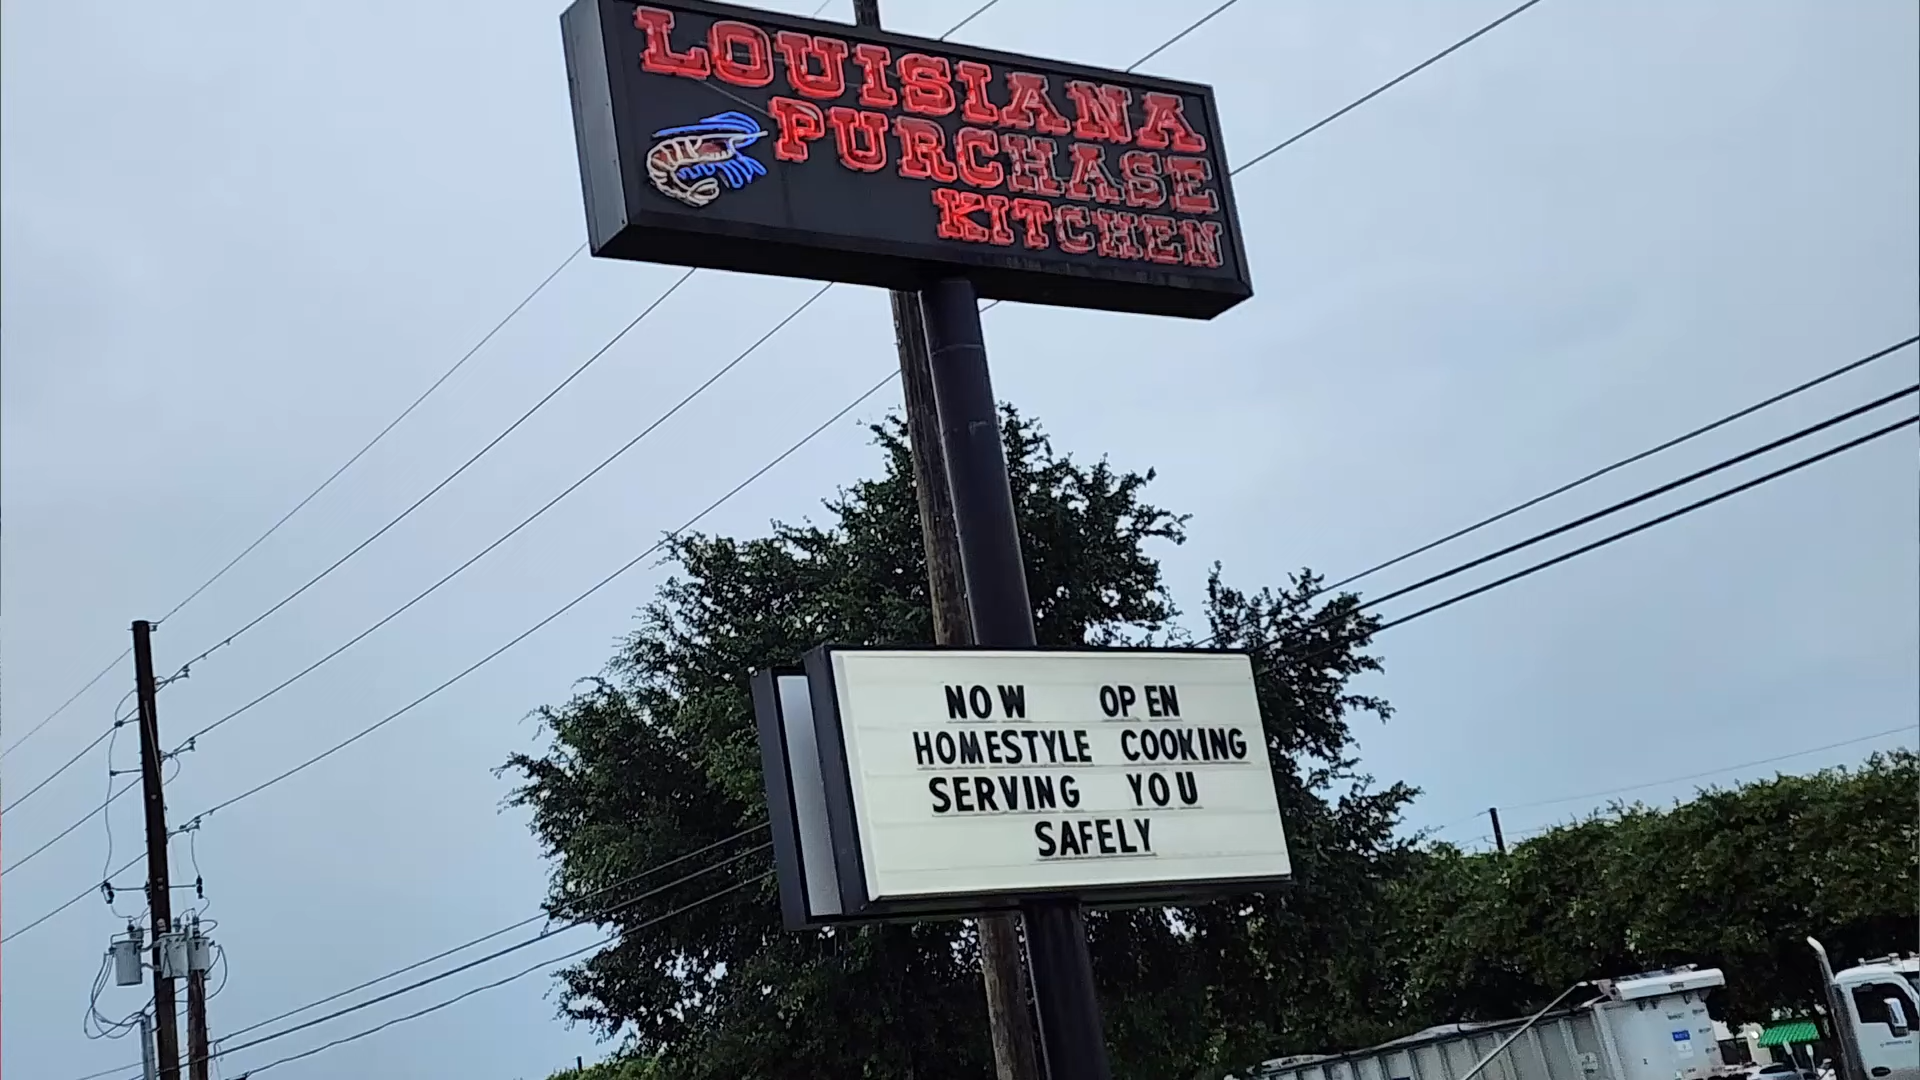 LOUISIANA
PURCHASE
KITCHEN
NOW OPEN
HOMESTYLE COOKING
SERVING YOU
SAFELY